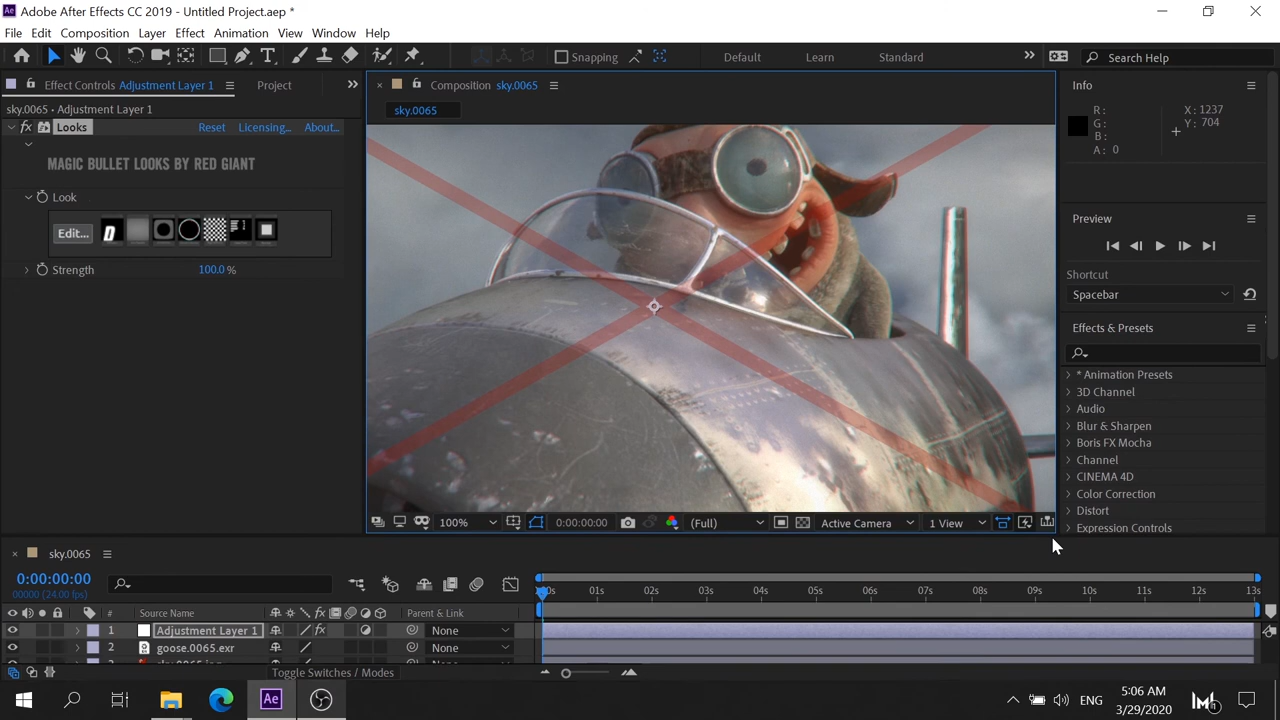 Adobe After Effects CC 2019 - Untitled Project.aep *
File Edit Composition Layer Effect Animation View Window Help
Snapping Default Learn Standard Search Help
Effect Controls Adjustment Layer 1 Project
sky.0065 • Adjustment Layer 1
fx Looks Reset Licensing... About...
MAGIC BULLET LOOKS BY RED GIANT
Look
Edit...
Strength 100.0 %
Composition sky.0065
sky.0065
100% 0:00:00:00 (Full) Active Camera 1 View
Info
R: X: 1237
G: Y: 704
B:
A: 0
Preview
Shortcut
Spacebar
Effects & Presets
* Animation Presets
3D Channel
Audio
Blur & Sharpen
Boris FX Mocha
Channel
CINEMA 4D
Color Correction
Distort
Expression Controls
sky.0065
0:00:00:00
00000 (24.00 fps)
01s 02s 03s 04s 05s 06s 07s 08s 09s 10s 11s 12s 13s
# Source Name Parent & Link
1 Adjustment Layer 1 None
2 goose.0065.exr None
Toggle Switches / Modes
ENG
5:06 AM
3/29/2020